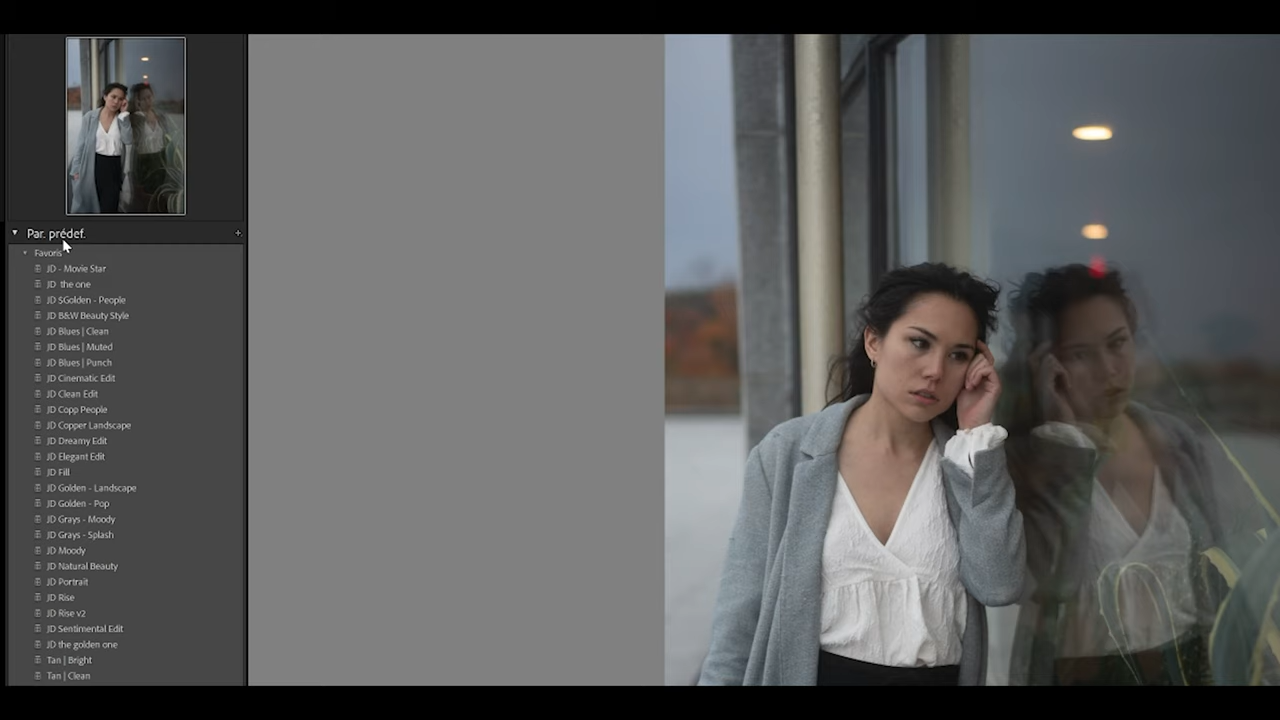 Par. prédef.
Favoris
JD - Movie Star
JD the one
JD $Golden - People
JD B&W Beauty Style
JD Blues | Clean
JD Blues | Muted
JD Blues | Punch
JD Cinematic Edit
JD Clean Edit
JD Copp People
JD Copper Landscape
JD Dreamy Edit
JD Elegant Edit
JD Fill
JD Golden - Landscape
JD Golden - Pop
JD Grays - Moody
JD Grays - Splash
JD Moody
JD Natural Beauty
JD Portrait
JD Rise
JD Rise v2
JD Sentimental Edit
JD the golden one
Tan | Bright
Tan | Clean